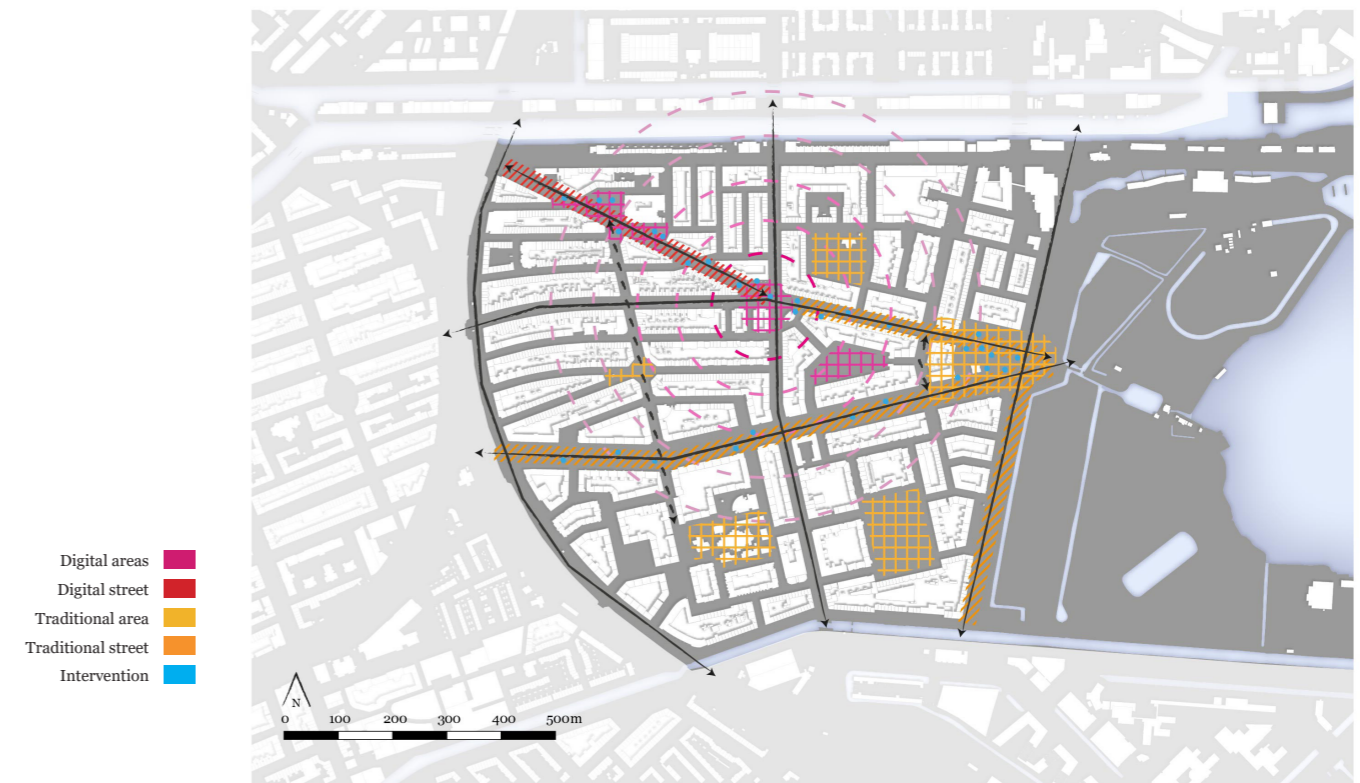 Digital areas
Digital street
Traditional area
Traditional street
Intervention
N
0 100 200 300 400 500m